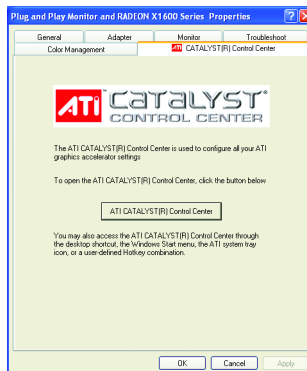 Plug and Play Monitor and RADEON X1600 Series Properties
General Adapter Monitor Troubleshoot
Color Management ATI CATALYST(R) Control Center
ATI CATALYST®
CONTROL CENTER
The ATI CATALYST(R) Control Center is used to configure all your ATI
graphics accelerator settings
To open the ATI CATALYST(R) Control Center, click the button below
ATI CATALYST(R) Control Center
You may also access the ATI CATALYST(R) Control Center through
the desktop shortcut, the Windows Start menu, the ATI system tray
icon, or a user-defined Hotkey combination.
OK Cancel Apply